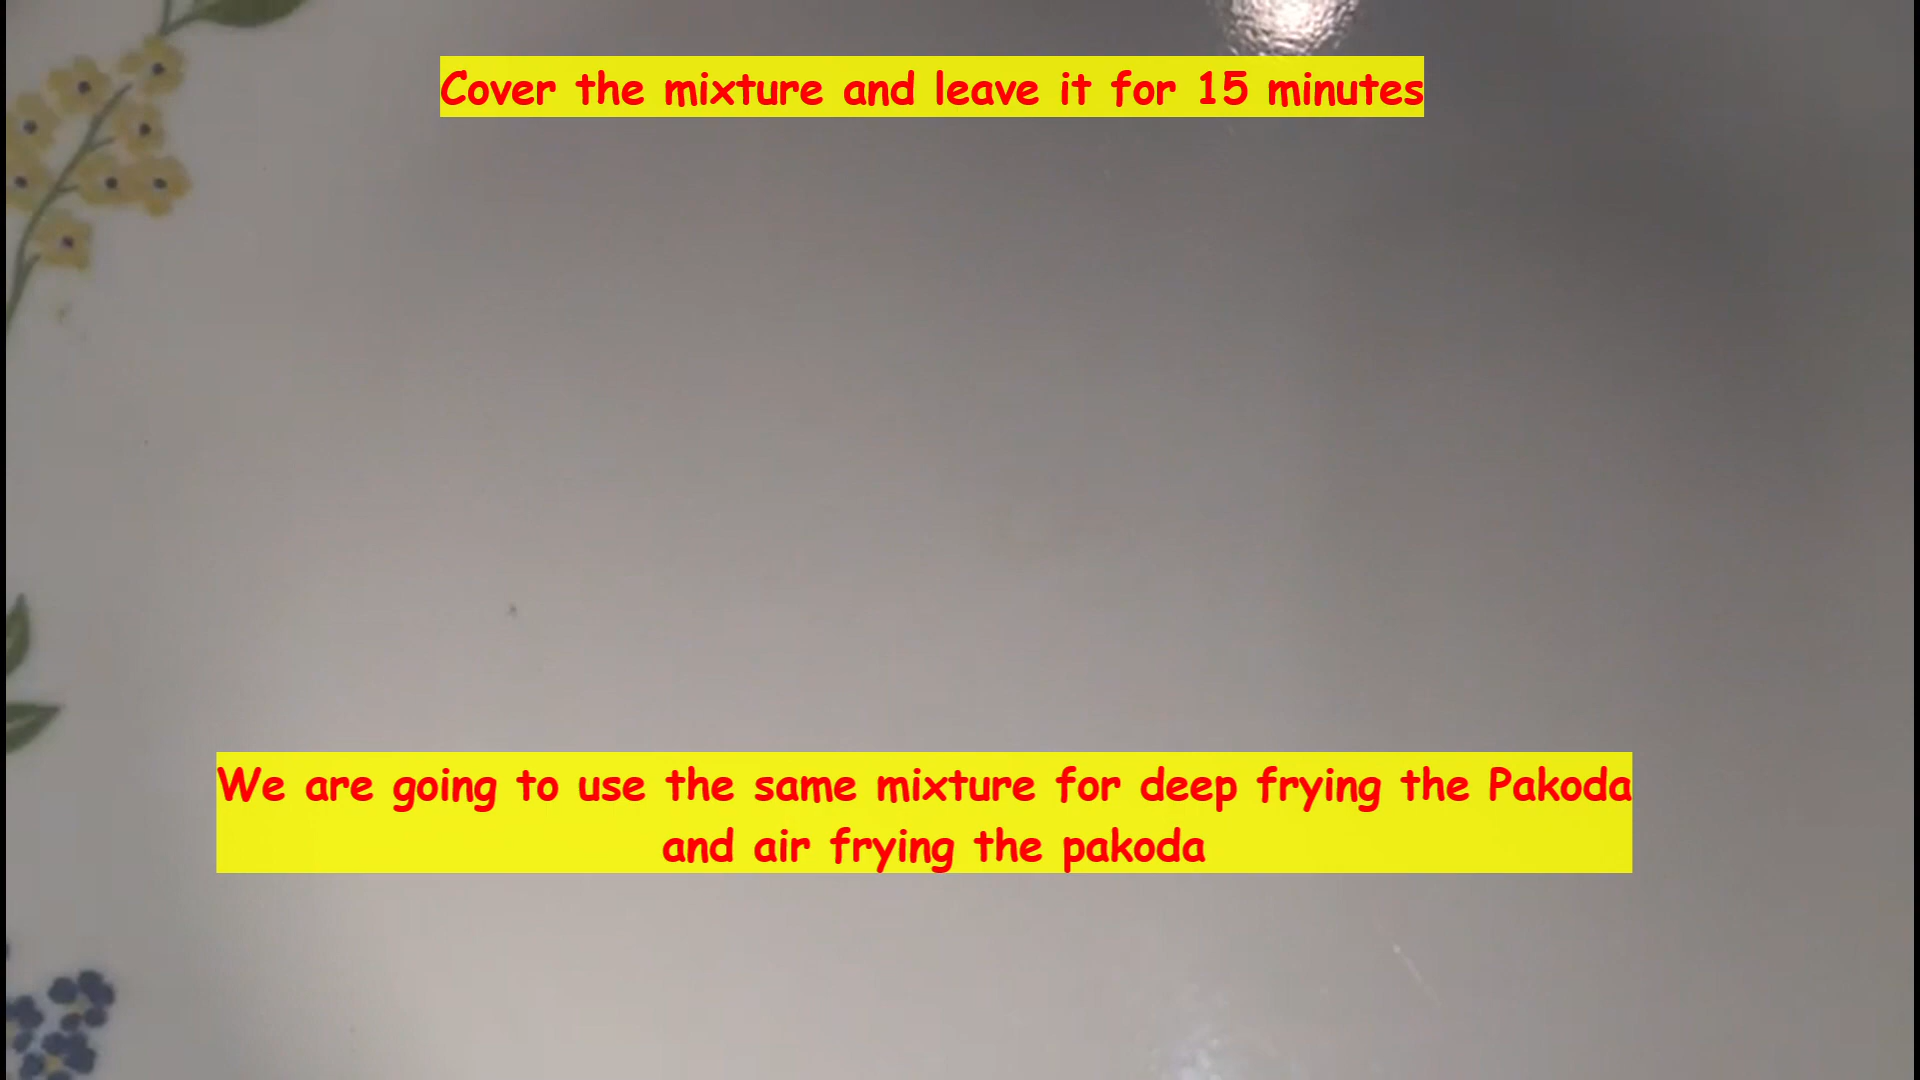 Cover the mixture and leave it for 15 minutes
We are going to use the same mixture for deep frying the Pakoda
and air frying the pakoda